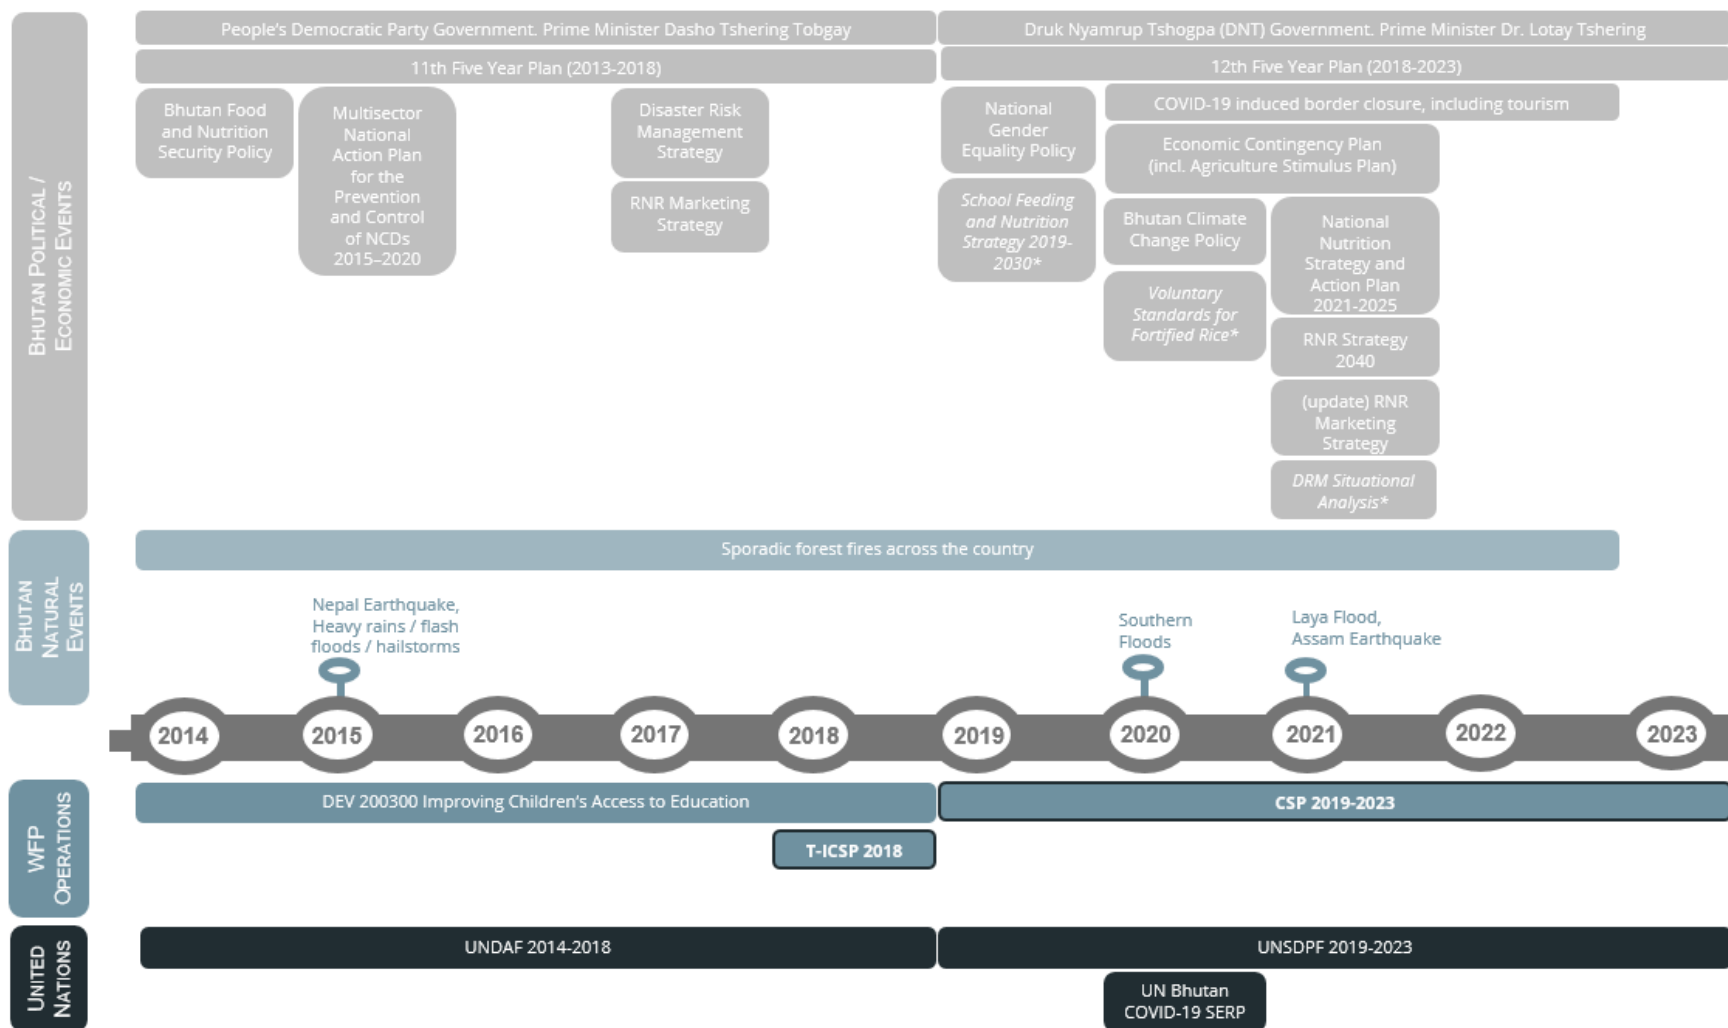 BHUTAN POLITICAL /
ECONOMIC EVENTS
People's Democratic Party Government. Prime Minister Dasho Tshering Tobgay
Druk Nyamrup Tshogpa (DNT) Government. Prime Minister Dr. Lotay Tshering
11th Five Year Plan (2013-2018)
12th Five Year Plan (2018-2023)
Bhutan Food
and Nutrition
Security Policy
Multisector
National
Action Plan
for the
Prevention
and Control
of NCDs
2015–2020
Disaster Risk
Management
Strategy
RNR Marketing
Strategy
National
Gender
Equality Policy
School Feeding
and Nutrition
Strategy 2019-
2030*
COVID-19 induced border closure, including tourism
Economic Contingency Plan
(incl. Agriculture Stimulus Plan)
Bhutan Climate
Change Policy
Voluntary
Standards for
Fortified Rice*
National
Nutrition
Strategy and
Action Plan
2021-2025
RNR Strategy
2040
(update) RNR
Marketing
Strategy
DRM Situational
Analysis*
BHUTAN
NATURAL
EVENTS
Sporadic forest fires across the country
Nepal Earthquake,
Heavy rains / flash
floods / hailstorms
Southern
Floods
Laya Flood,
Assam Earthquake
2014
2015
2016
2017
2018
2019
2020
2021
2022
2023
WFP
OPERATIONS
DEV 200300 Improving Children's Access to Education
CSP 2019-2023
T-ICSP 2018
UNITED
NATIONS
UNDAF 2014-2018
UNSDPF 2019-2023
UN Bhutan
COVID-19 SERP